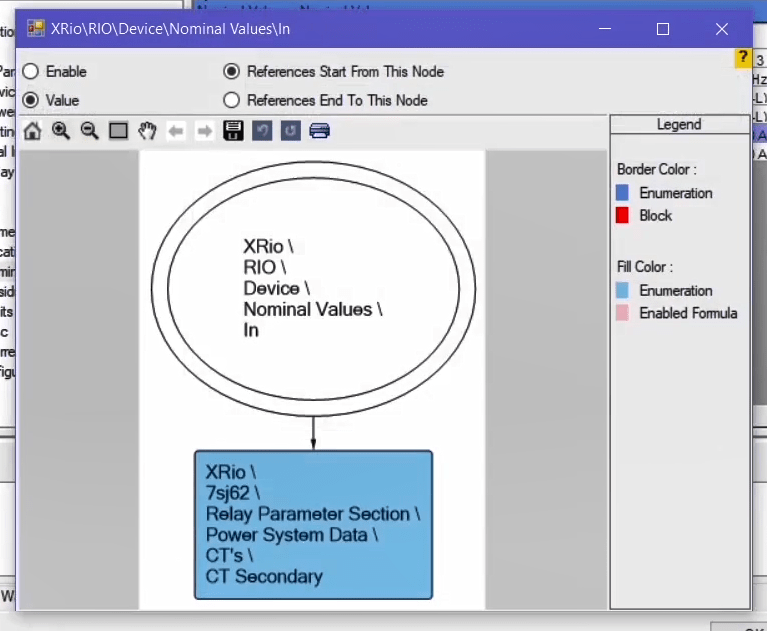 XRio\RIO\Device\Nominal Values\In
?
Enable
References Start From This Node
Value
References End To This Node
Legend
Border Color :
Enumeration
Block
Fill Color :
Enumeration
Enabled Formula
XRio \
RIO \
Device \
Nominal Values \
In
XRio \
7sj62 \
Relay Parameter Section \
Power System Data \
CT's \
CT Secondary